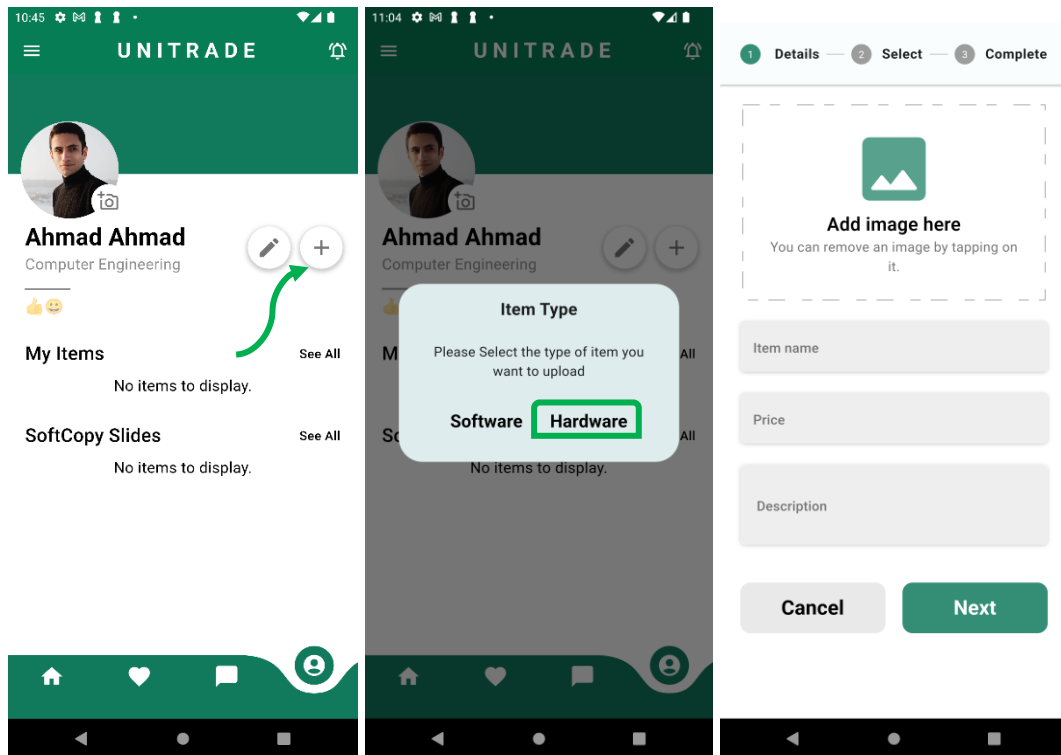 10:45
UNITRADE
Ahmad Ahmad
Computer Engineering
My Items
See All
No items to display.
SoftCopy Slides
See All
No items to display.
11:04
UNITRADE
Ahmad Ahmad
Computer Engineering
Item Type
Please Select the type of item you
want to upload
Software
Hardware
M
All
So
All
No items to display.
1 Details
2 Select
3 Complete
Add image here
You can remove an image by tapping on
it.
Item name
Price
Description
Cancel
Next